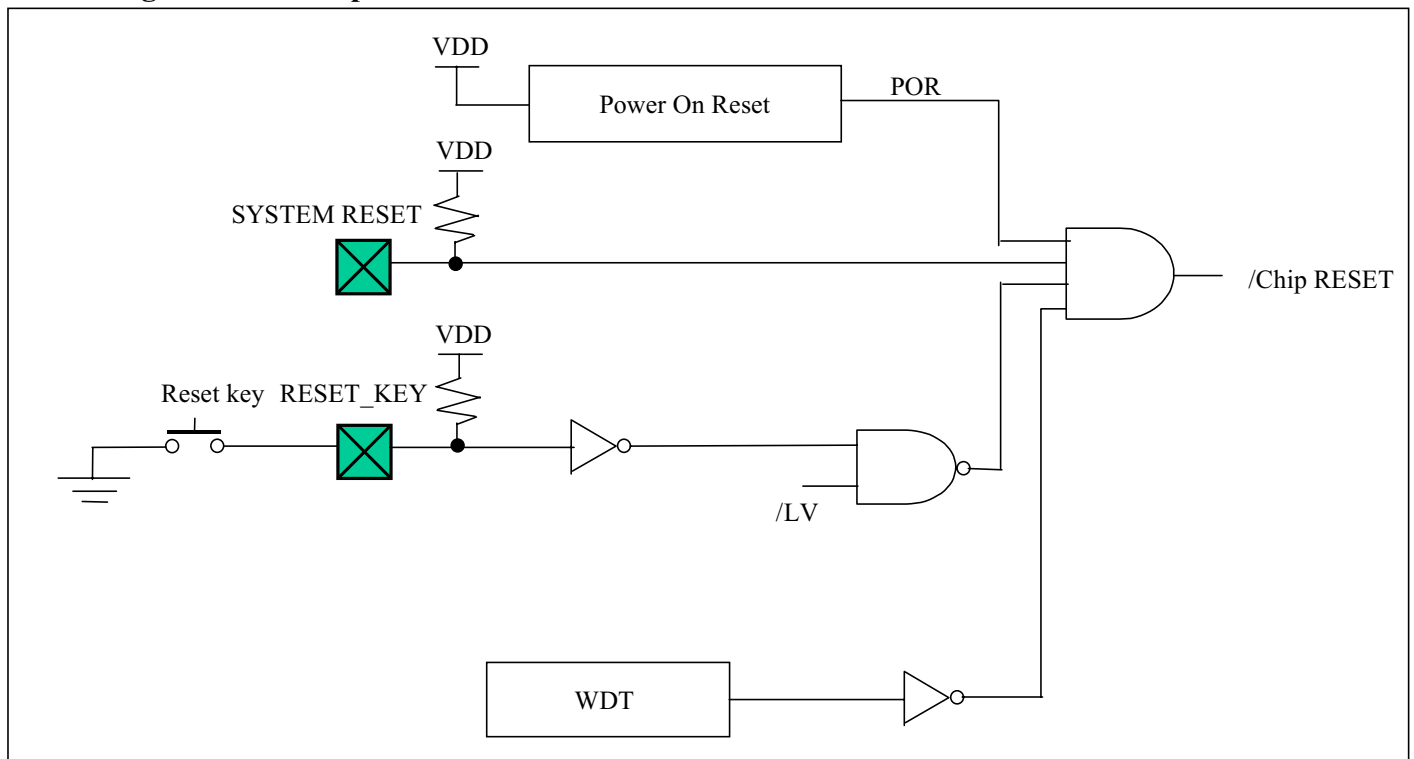 VDD
Power On Reset
POR
VDD
SYSTEM RESET
/Chip RESET
VDD
Reset key
RESET_KEY
/LV
WDT